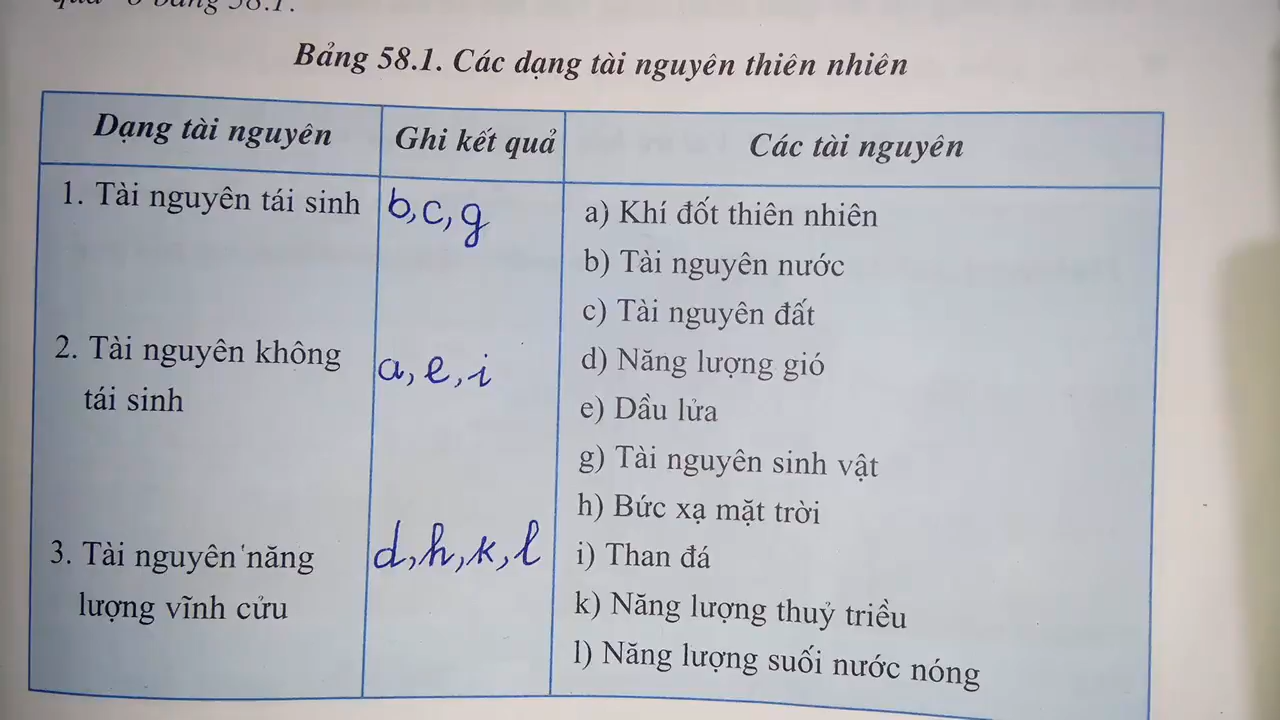 ở bảng 58.1.
Bảng 58.1. Các dạng tài nguyên thiên nhiên
Dạng tài nguyên
Ghi kết quả
Các tài nguyên
1. Tài nguyên tái sinh
b, c, g
a) Khí đốt thiên nhiên
b) Tài nguyên nước
c) Tài nguyên đất
2. Tài nguyên không
tái sinh
a, e, i
d) Năng lượng gió
e) Dầu lửa
g) Tài nguyên sinh vật
h) Bức xạ mặt trời
3. Tài nguyên năng
lượng vĩnh cửu
d, h, k, l
i) Than đá
k) Năng lượng thuỷ triều
l) Năng lượng suối nước nóng